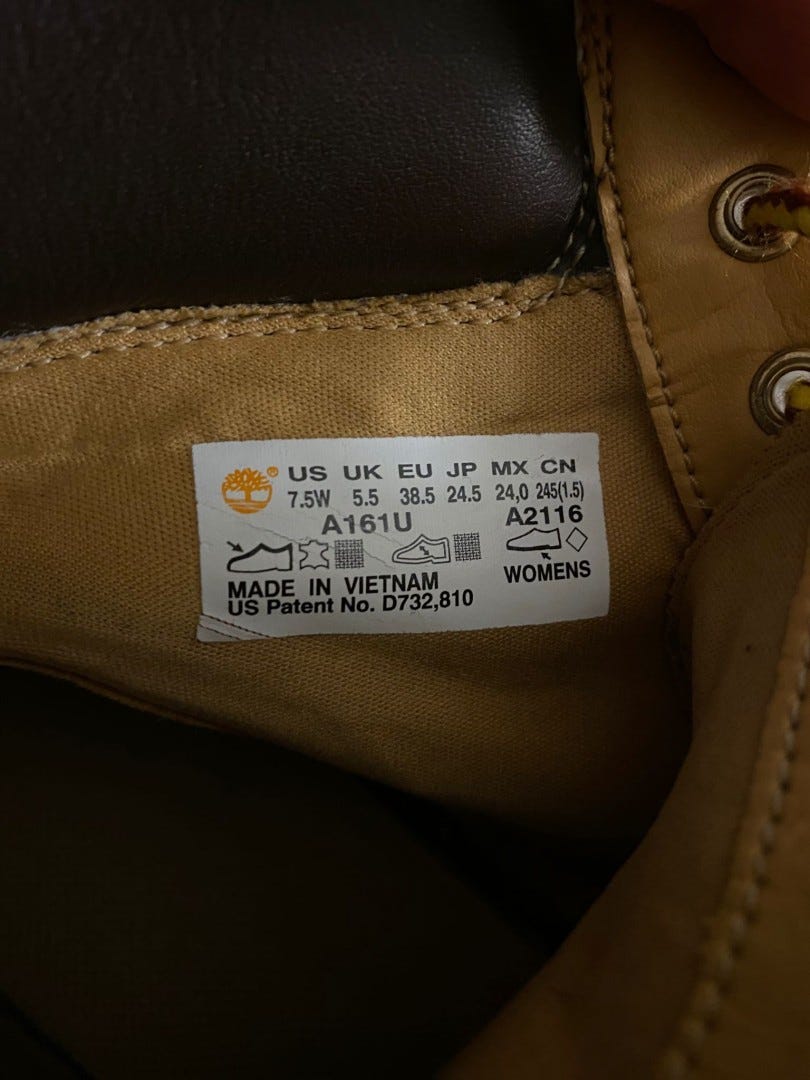 ® US UK EU JP MX CN
7.5W 5.5 38.5 24.5 24,0 245(1.5)
A161U A2116
MADE IN VIETNAM
US Patent No. D732,810
WOMENS